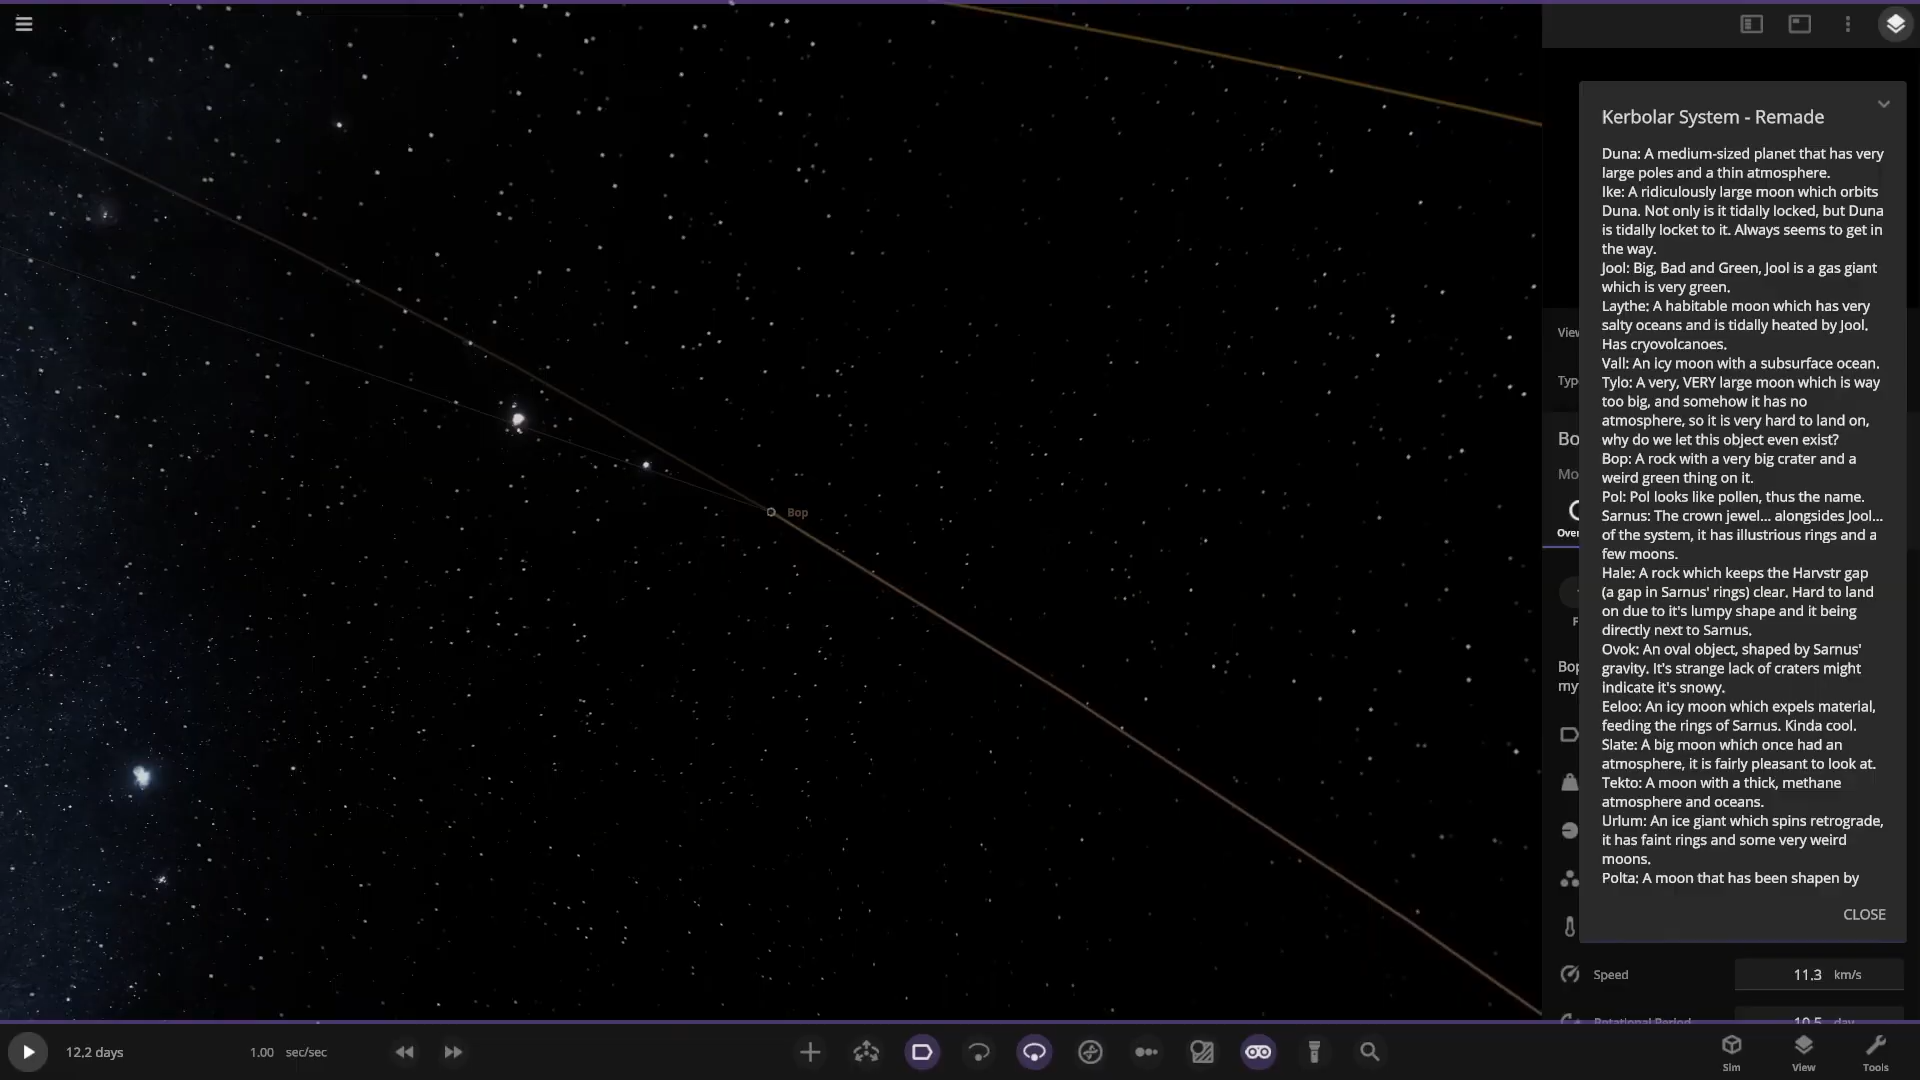 Kerbolar System - Remade
Duna: A medium-sized planet that has very
large poles and a thin atmosphere.
Ike: A ridiculously large moon which orbits
Duna. Not only is it tidally locked, but Duna
is tidally locket to it. Always seems to get in
the way.
Jool: Big, Bad and Green, Jool is a gas giant
which is very green.
Laythe: A habitable moon which has very
salty oceans and is tidally heated by Jool.
Has cryovolcanoes.
Vall: An icy moon with a subsurface ocean.
Tylo: A very, VERY large moon which is way
too big, and somehow it has no
atmosphere, so it is very hard to land on,
why do we let this object even exist?
Bop: A rock with a very big crater and a
weird green thing on it.
Pol: Pol looks like pollen, thus the name.
Sarnus: The crown jewel... alongsides Jool...
of the system, it has illustrious rings and a
few moons.
Hale: A rock which keeps the Harvstr gap
(a gap in Sarnus' rings) clear. Hard to land
on due to it's lumpy shape and it being
directly next to Sarnus.
Ovok: An oval object, shaped by Sarnus'
gravity. It's strange lack of craters might
indicate it's snowy.
Eeloo: An icy moon which expels material,
feeding the rings of Sarnus. Kinda cool.
Slate: A big moon which once had an
atmosphere, it is fairly pleasant to look at.
Tekto: A moon with a thick, methane
atmosphere and oceans.
Urlum: An ice giant which spins retrograde,
it has faint rings and some very weird
moons.
Polta: A moon that has been shapen by
CLOSE
Bop
Speed 11.3 km/s
Rotational Period 10.5 day
12.2 days 1.00 sec/sec
Sim View Tools